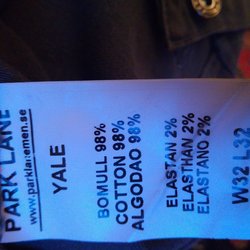 PARK LANE
www.parklanemen.se
YALE
BOMULL 98%
COTTON 98%
ALGODAO 98%
ELASTAN 2%
ELASTHAN 2%
ELASTANO 2%
W32 L32